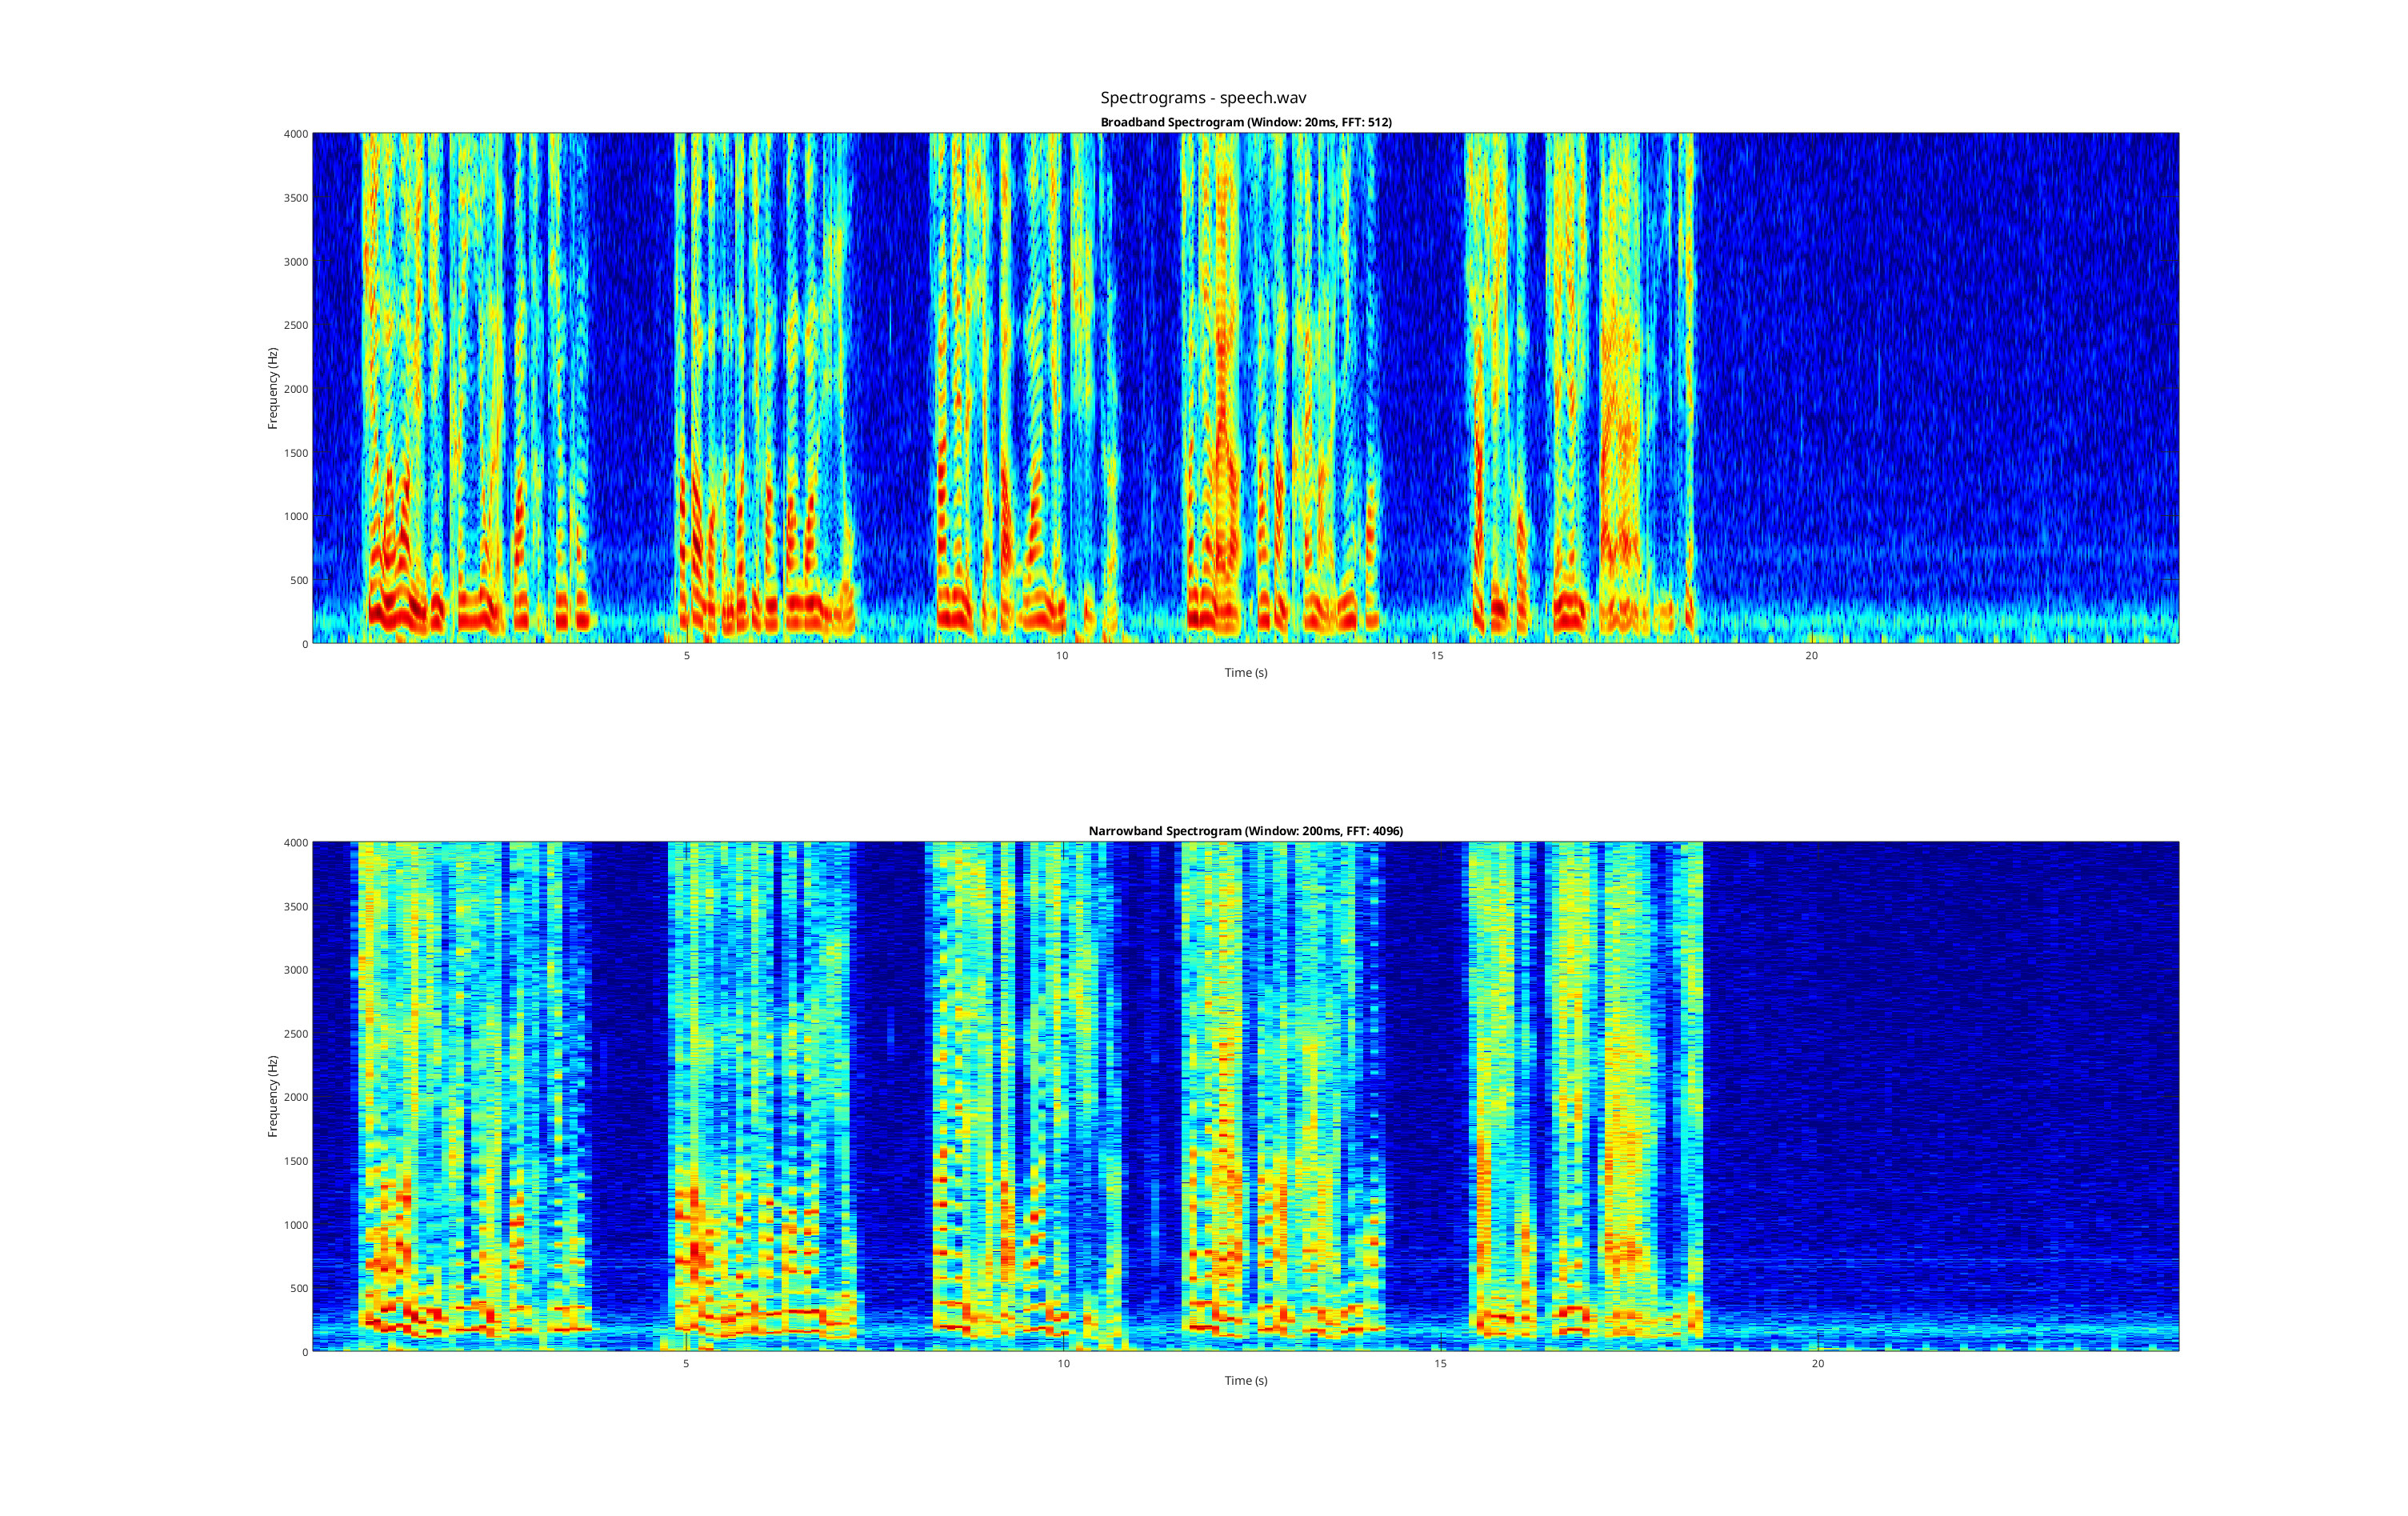 Spectrograms - speech.wav
Broadband Spectrogram (Window: 20ms, FFT: 512)
4000
3500
3000
2500
2000
1500
1000
500
0
Frequency (Hz)
5 10 15 20
Time (s)
Narrowband Spectrogram (Window: 200ms, FFT: 4096)
4000
3500
3000
2500
2000
1500
1000
500
0
Frequency (Hz)
5 10 15 20
Time (s)